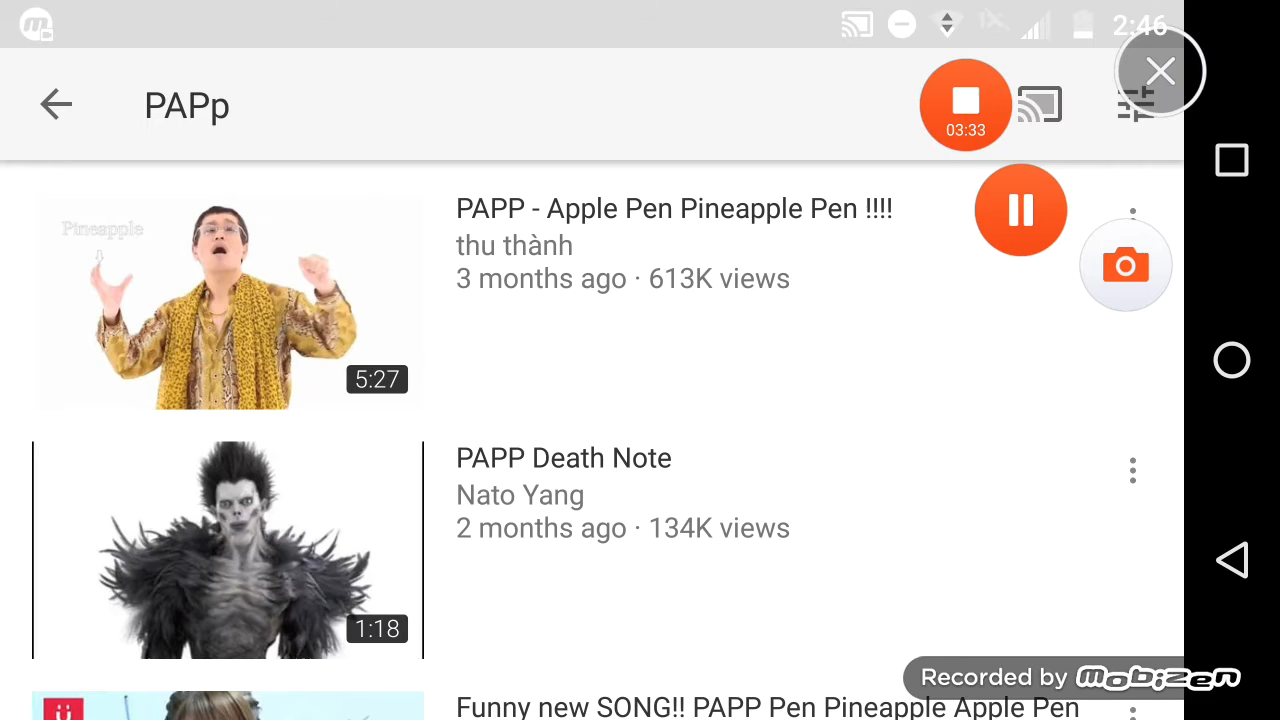 2:46
PAPp
03:33
Pineapple
5:27
PAPP - Apple Pen Pineapple Pen !!!!
thu thành
3 months ago · 613K views
PAPP Death Note
Nato Yang
2 months ago · 134K views
1:18
Funny new SONG!! PAPP Pen Pineapple Apple Pen
Recorded by mobizen